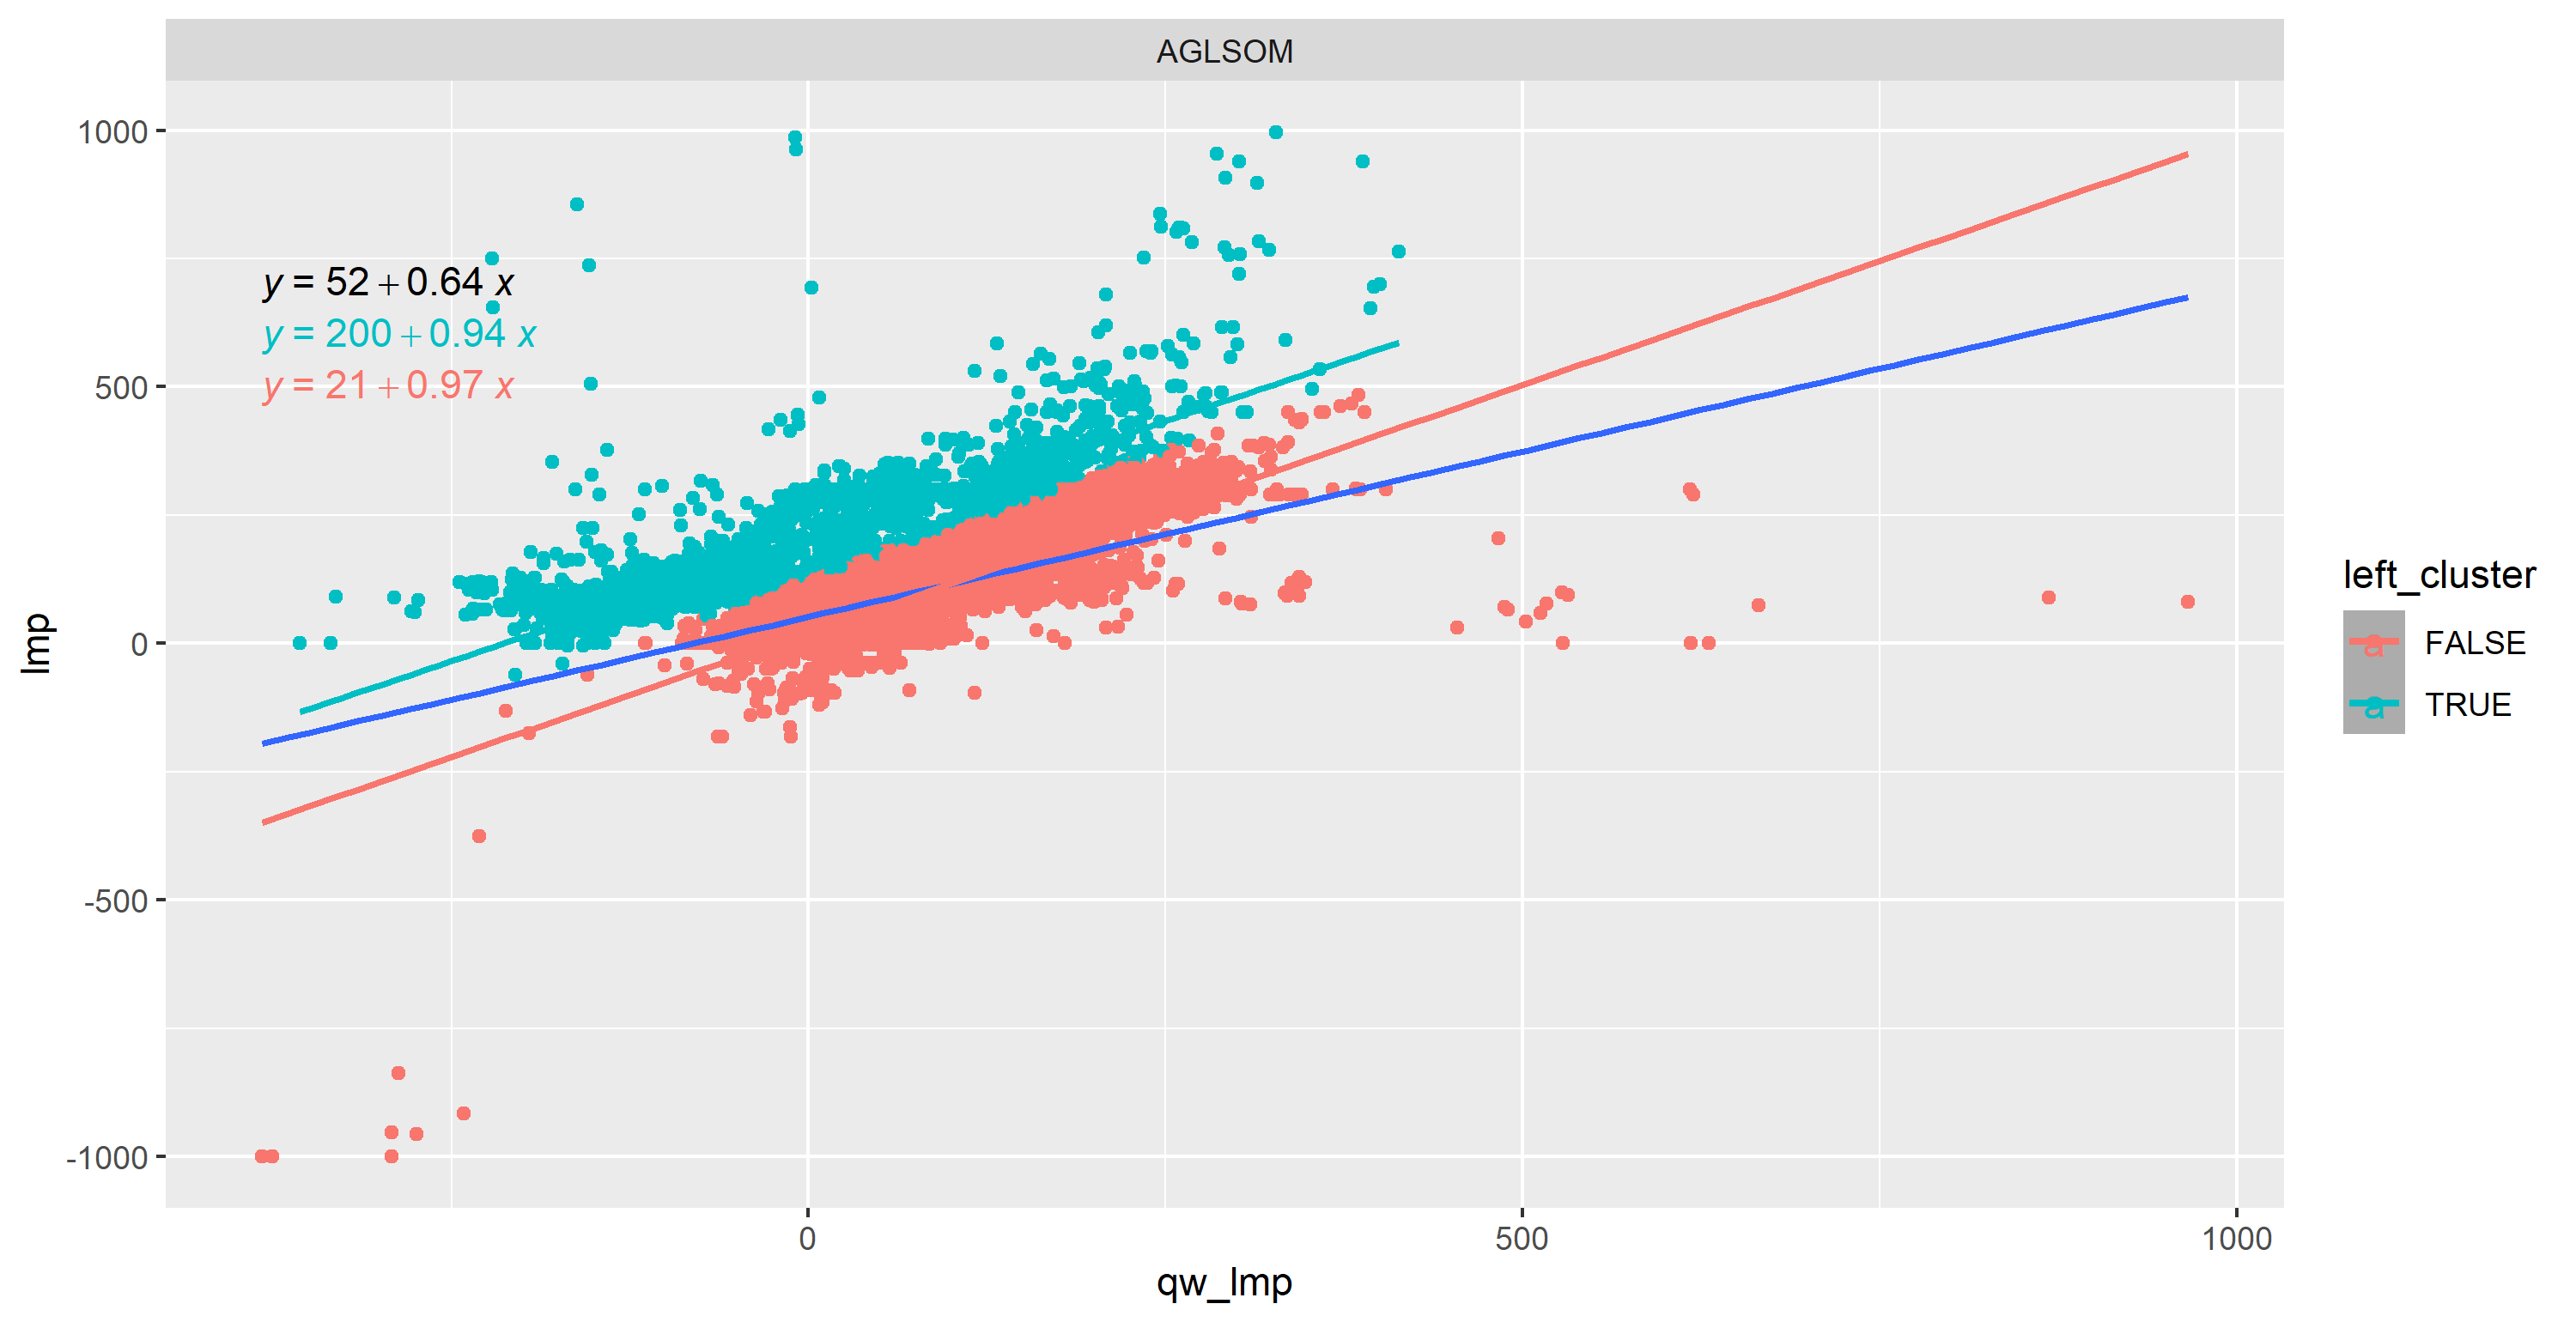 AGLSOM
1000
500
0
-500
-1000
lmp
y = 52 + 0.64 x
y = 200 + 0.94 x
y = 21 + 0.97 x
0
500
1000
qw_lmp
left_cluster
a FALSE
a TRUE